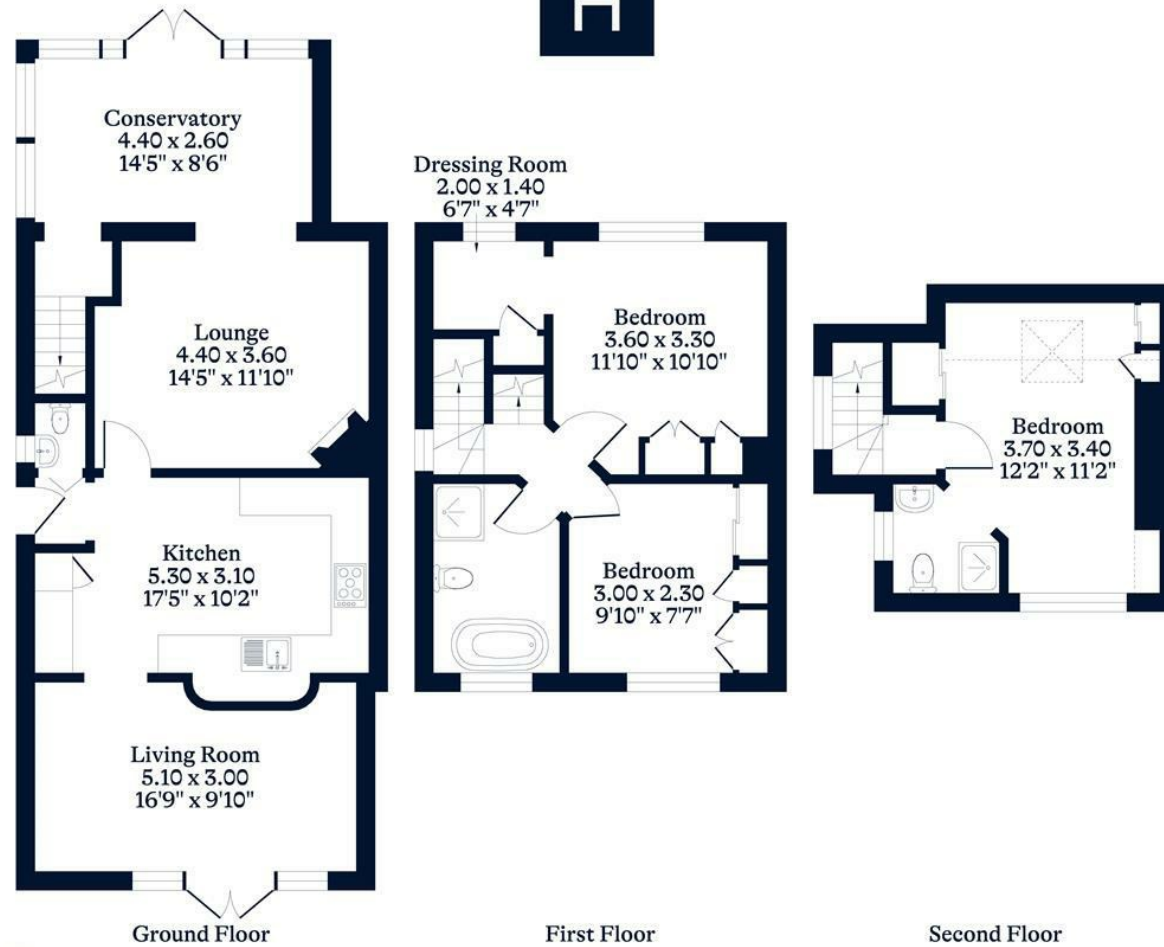 Conservatory
4.40 x 2.60
14'5" x 8'6"
Lounge
4.40 x 3.60
14'5" x 11'10"
Kitchen
5.30 x 3.10
17'5" x 10'2"
Living Room
5.10 x 3.00
16'9" x 9'10"
Ground Floor
Dressing Room
2.00 x 1.40
6'7" x 4'7"
Bedroom
3.60 x 3.30
11'10" x 10'10"
Bedroom
3.00 x 2.30
9'10" x 7'7"
First Floor
Bedroom
3.70 x 3.40
12'2" x 11'2"
Second Floor